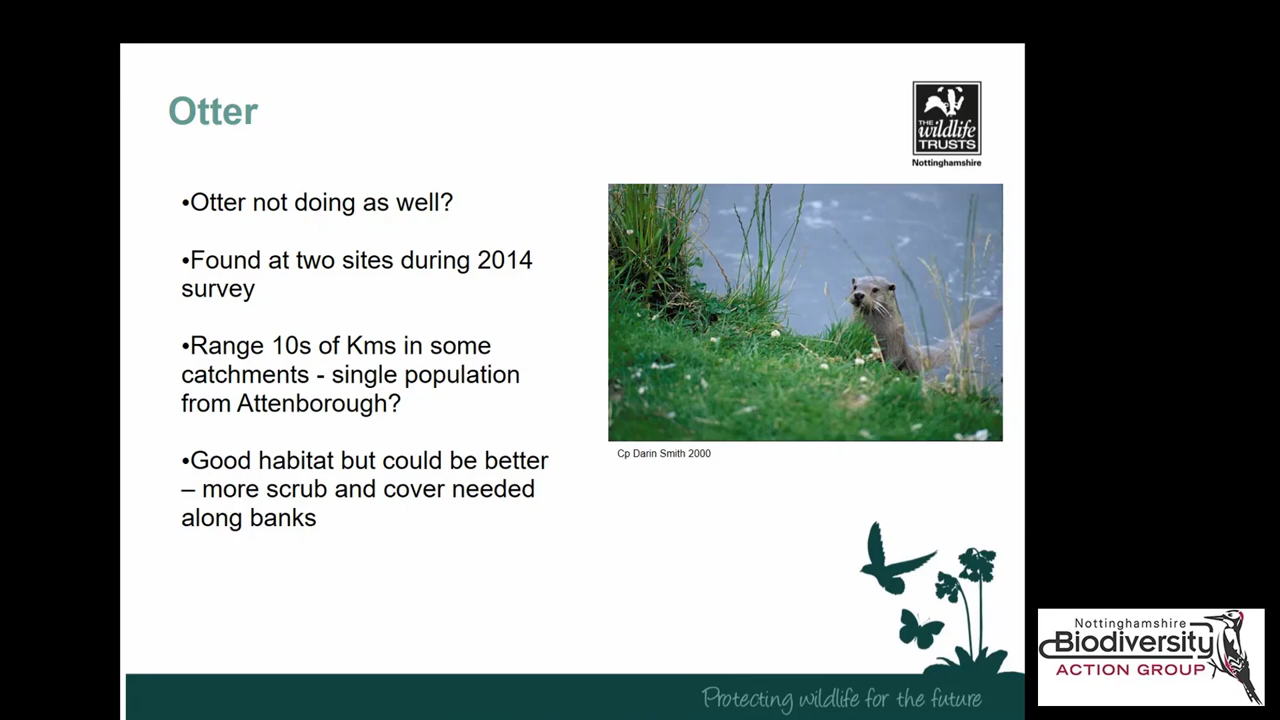 Otter
THE
wildlife
TRUSTS
Nottinghamshire
•Otter not doing as well?
•Found at two sites during 2014
survey
•Range 10s of Kms in some
catchments - single population
from Attenborough?
•Good habitat but could be better
– more scrub and cover needed
along banks
Cp Darin Smith 2000
Protecting wildlife for the future
Nottinghamshire
Biodiversity
ACTION GROUP